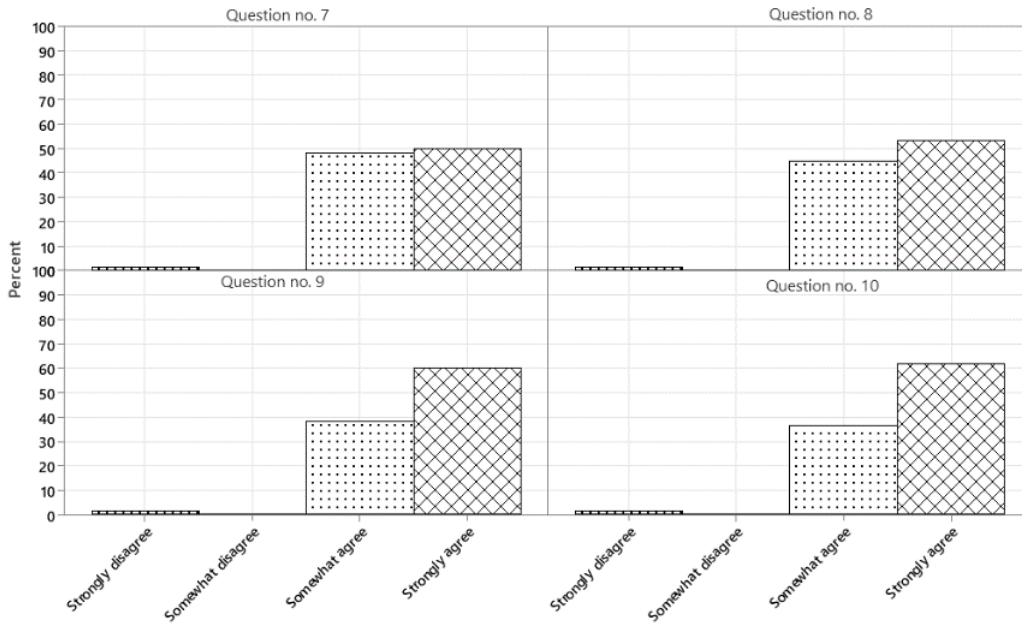 Question no. 7
Question no. 8
100
90
80
70
60
50
40
30
20
10
0
Percent
Question no. 9
Question no. 10
100
90
80
70
60
50
40
30
20
10
0
Strongly disagree
Somewhat disagree
Somewhat agree
Strongly agree
Strongly disagree
Somewhat disagree
Somewhat agree
Strongly agree